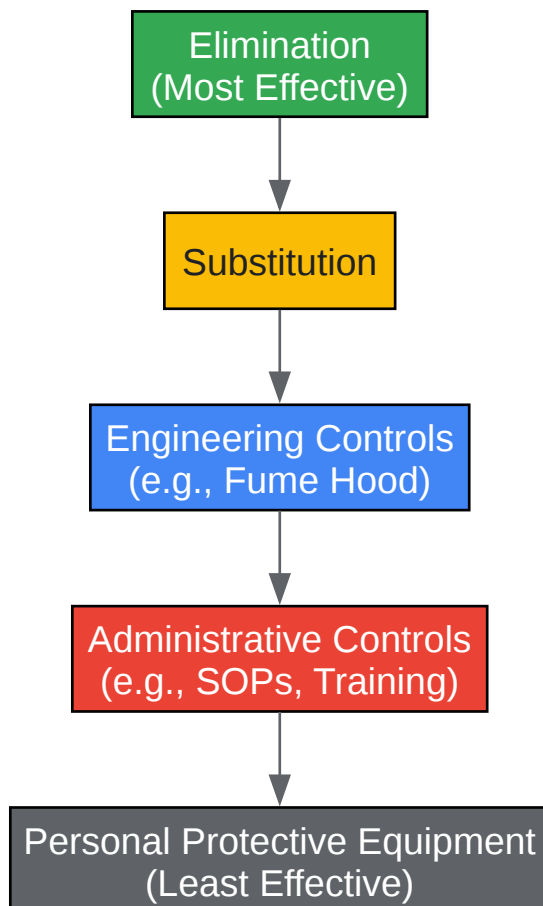 Elimination
(Most Effective)
Substitution
Engineering Controls
(e.g., Fume Hood)
Administrative Controls
(e.g., SOPs, Training)
Personal Protective Equipment
(Least Effective)